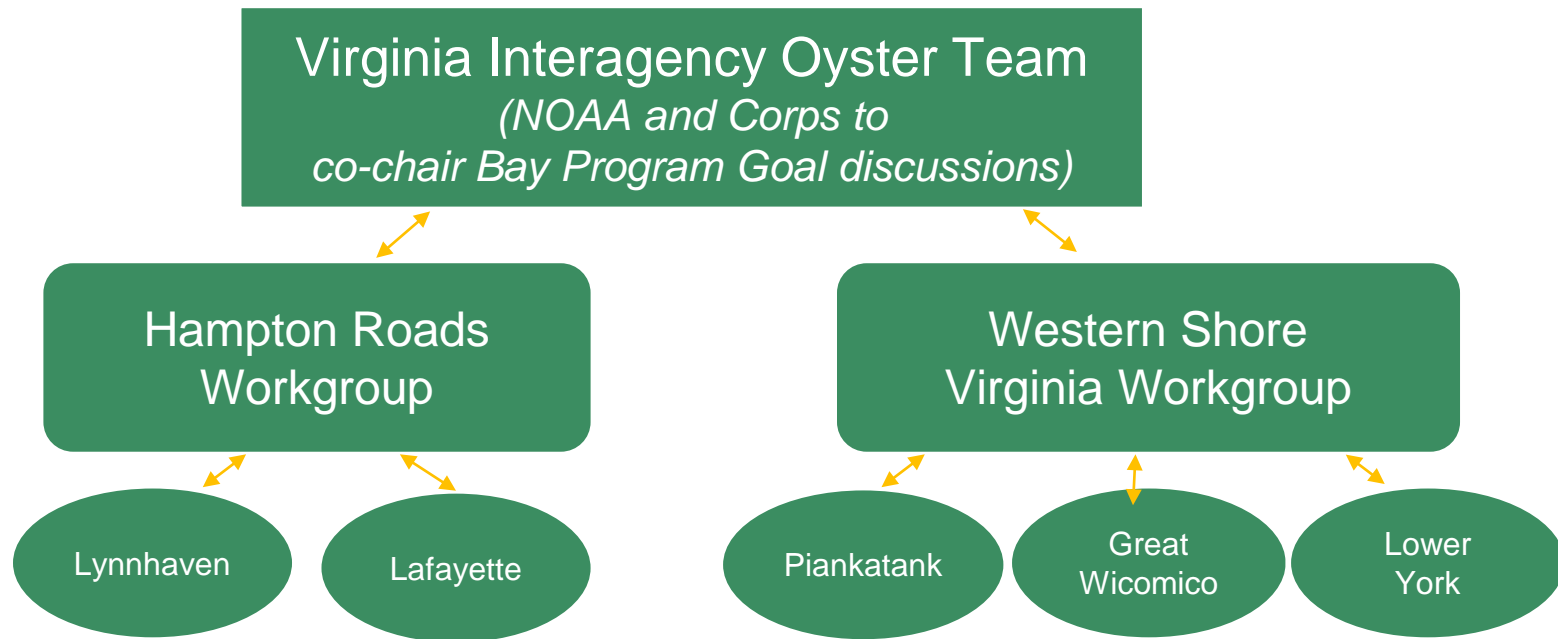 Virginia Interagency Oyster Team
(NOAA and Corps to
co-chair Bay Program Goal discussions)
Hampton Roads
Workgroup
Western Shore
Virginia Workgroup
Lynnhaven
Lafayette
Piankatank
Great
Wicomico
Lower
York